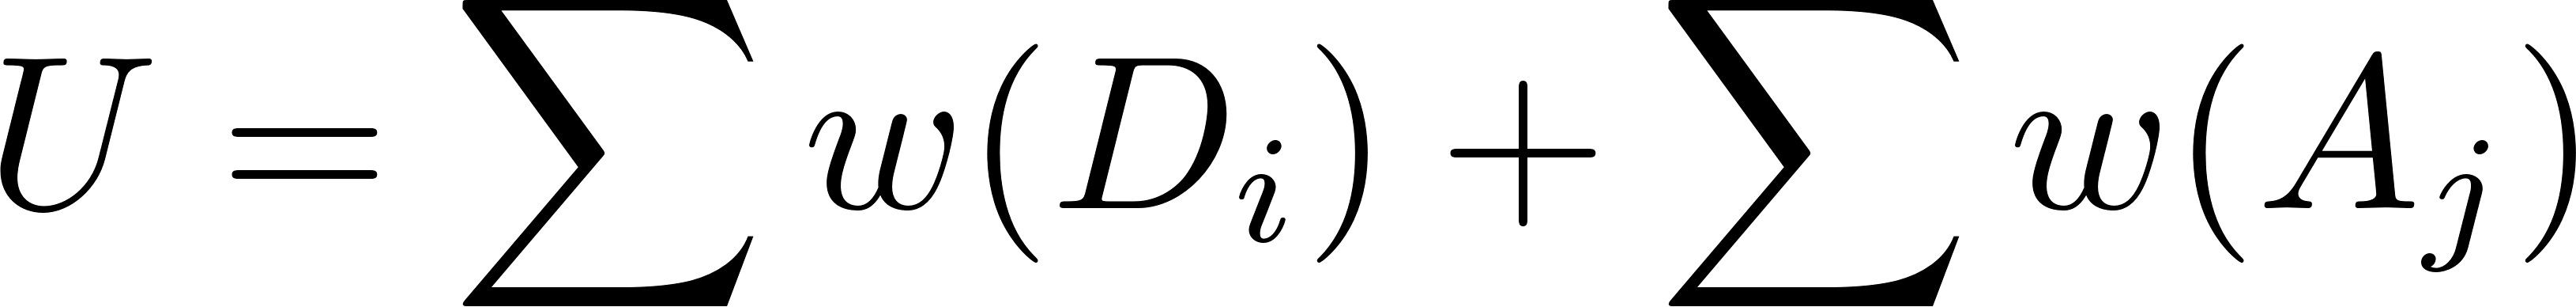 U = ∑ w(D_i) + ∑ w(A_j)